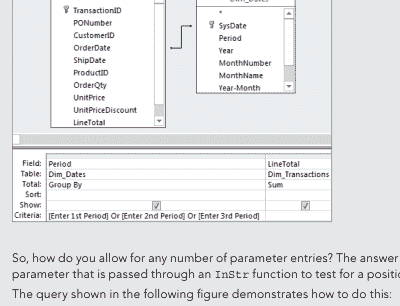 Dim_Dates
TransactionID
PONumber
CustomerID
OrderDate
ShipDate
ProductID
OrderQty
UnitPrice
UnitPriceDiscount
LineTotal
*
SysDate
Period
Year
MonthNumber
MonthName
Year-Month
Field: Period LineTotal
Table: Dim_Dates Dim_Transactions
Total: Group By Sum
Sort:
Show:
Criteria: [Enter 1st Period] Or [Enter 2nd Period] Or [Enter 3rd Period]
So, how do you allow for any number of parameter entries? The answer
parameter that is passed through an InStr function to test for a positio
The query shown in the following figure demonstrates how to do this: